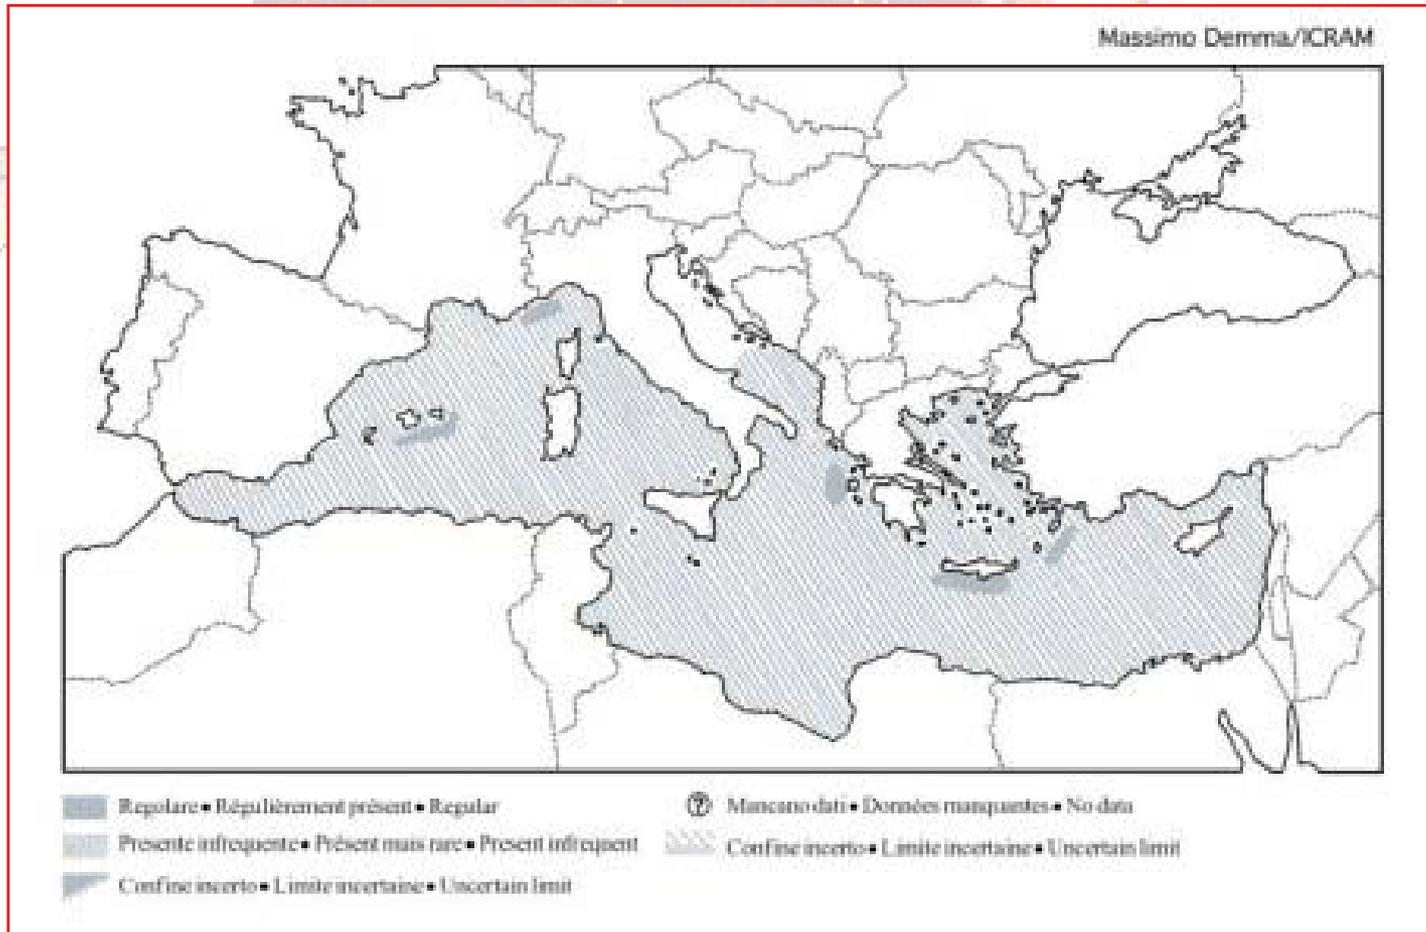 Massimo Demma/ICRAM
Regolare • Régulièrement présent • Regular
Presente infrequente • Présent mais rare • Present infrequent
Confine incerto • Limite incertaine • Uncertain limit
? Mancano dati • Données manquantes • No data
Confine incerto • Limite incertaine • Uncertain limit